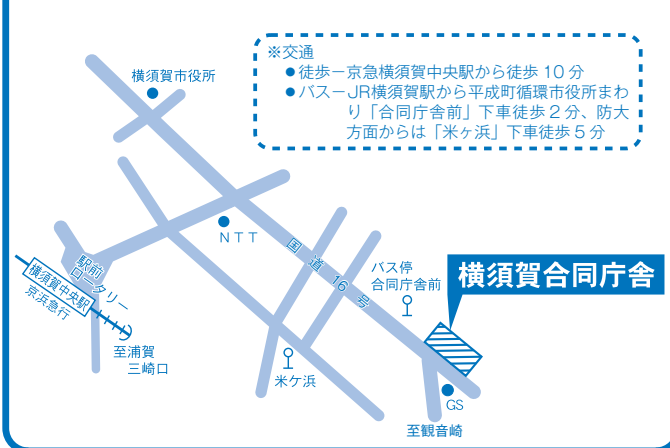 ※交通
●徒歩－京急横須賀中央駅から徒歩10分
●バス－JR横須賀駅から平成町循環市役所まわ
り「合同庁舎前」下車徒歩2分、防大
方面からは「米ヶ浜」下車徒歩5分
横須賀市役所
NTT
国道16号
駅前
ロータリー
横須賀中央駅
京浜急行
至浦賀
三崎口
バス停
合同庁舎前
横須賀合同庁舎
米ケ浜
GS
至観音崎